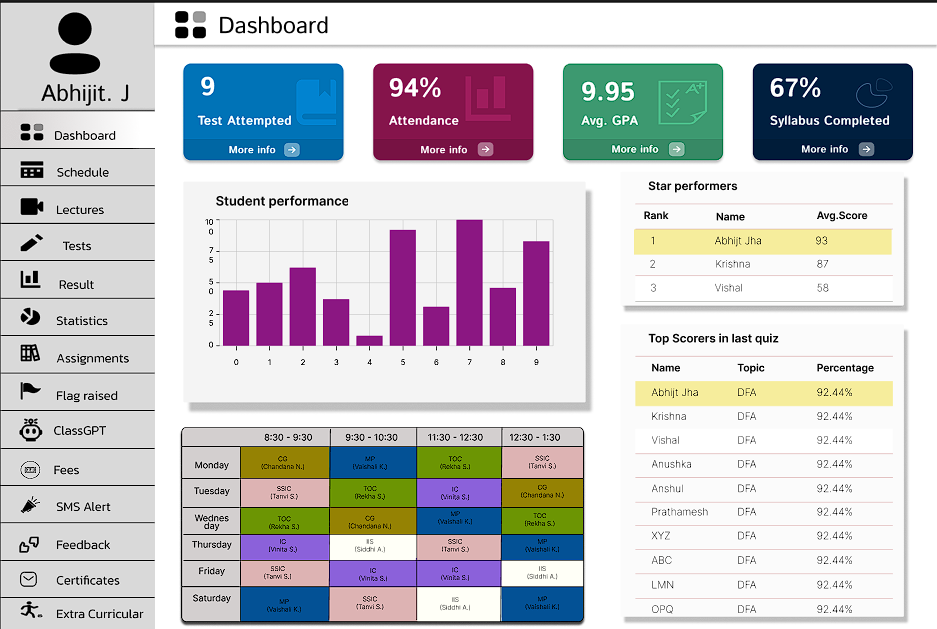 Abhijit. J
Dashboard
Schedule
Lectures
Tests
Result
Statistics
Assignments
Flag raised
ClassGPT
Fees
SMS Alert
Feedback
Certificates
Extra Curricular
Dashboard
9
Test Attempted
More info
94%
Attendance
More info
9.95
Avg. GPA
A+
More info
67%
Syllabus Completed
More info
Student performance
10
0
7
5
5
0
2
5
0
0 1 2 3 4 5 6 7 8 9
Star performers
Rank Name Avg.Score
1 Abhijt Jha 93
2 Krishna 87
3 Vishal 58
Top Scorers in last quiz
Name Topic Percentage
Abhijt Jha DFA 92.44%
Krishna DFA 92.44%
Vishal DFA 92.44%
Anushka DFA 92.44%
Anshul DFA 92.44%
Prathamesh DFA 92.44%
XYZ DFA 92.44%
ABC DFA 92.44%
LMN DFA 92.44%
OPQ DFA 92.44%
8:30 - 9:30 9:30 - 10:30 11:30 - 12:30 12:30 - 1:30
Monday CG MP TOC SSIC
(Chandana N.) (Vaishali K.) (Rekha S.) (Tanvi S.)
Tuesday SSIC TOC IC CG
(Tanvi S.) (Rekha S.) (Vinita S.) (Chandana N.)
Wednes TOC CG MP TOC
day (Rekha S.) (Chandana N.) (Vaishali K.) (Rekha S.)
Thursday IC IIS SSIC MP
(Vinita S.) (Siddhi A.) (Tanvi S.) (Vaishali K.)
Friday SSIC IC IC IIS
(Tanvi S.) (Vinita S.) (Vinita S.) (Siddhi A.)
Saturday MP SSIC IIS MP
(Vaishali K.) (Tanvi S.) (Siddhi A.) (Vaishali K.)